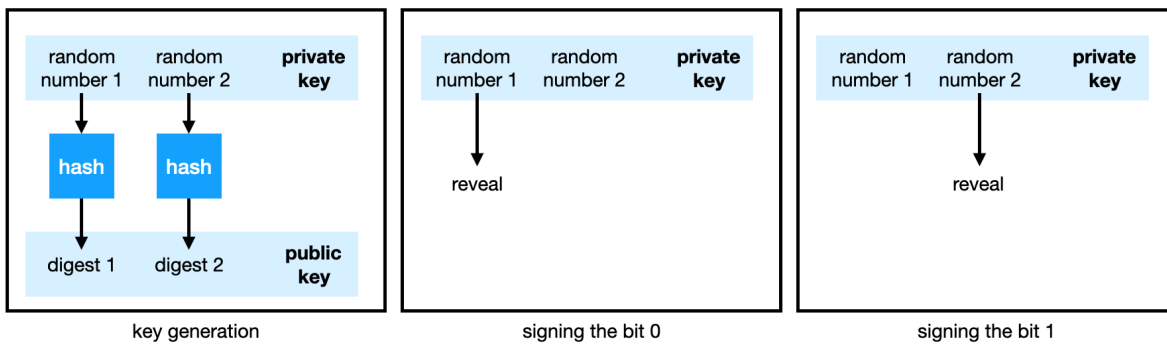 random
number 1
random
number 2
private
key
hash
hash
digest 1
digest 2
public
key
key generation
random
number 1
random
number 2
private
key
reveal
signing the bit 0
random
number 1
random
number 2
private
key
reveal
signing the bit 1